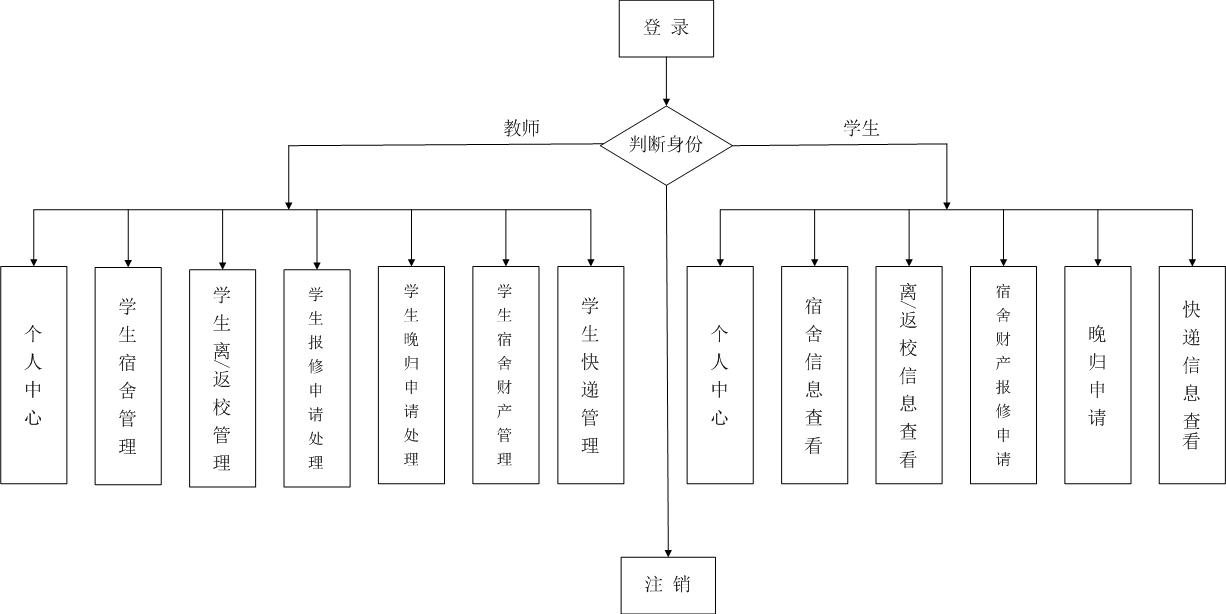 登 录
判断身份
教师
学生
个人中心
学生宿舍管理
学生离/返校管理
学生报修申请处理
学生晚归申请处理
学生宿舍财产管理
学生快递管理
个人中心
宿舍信息查看
离/返校信息查看
宿舍财产报修申请
晚归申请
快递信息查看
注 销